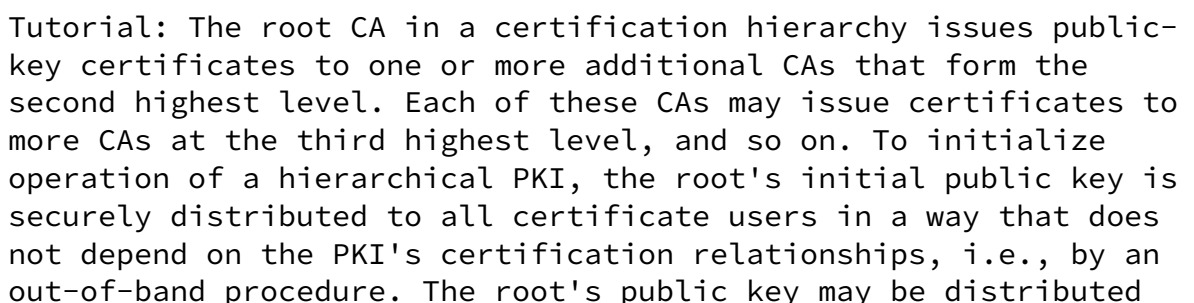 Tutorial: The root CA in a certification hierarchy issues public-
key certificates to one or more additional CAs that form the
second highest level. Each of these CAs may issue certificates to
more CAs at the third highest level, and so on. To initialize
operation of a hierarchical PKI, the root's initial public key is
securely distributed to all certificate users in a way that does
not depend on the PKI's certification relationships, i.e., by an
out-of-band procedure. The root's public key may be distributed